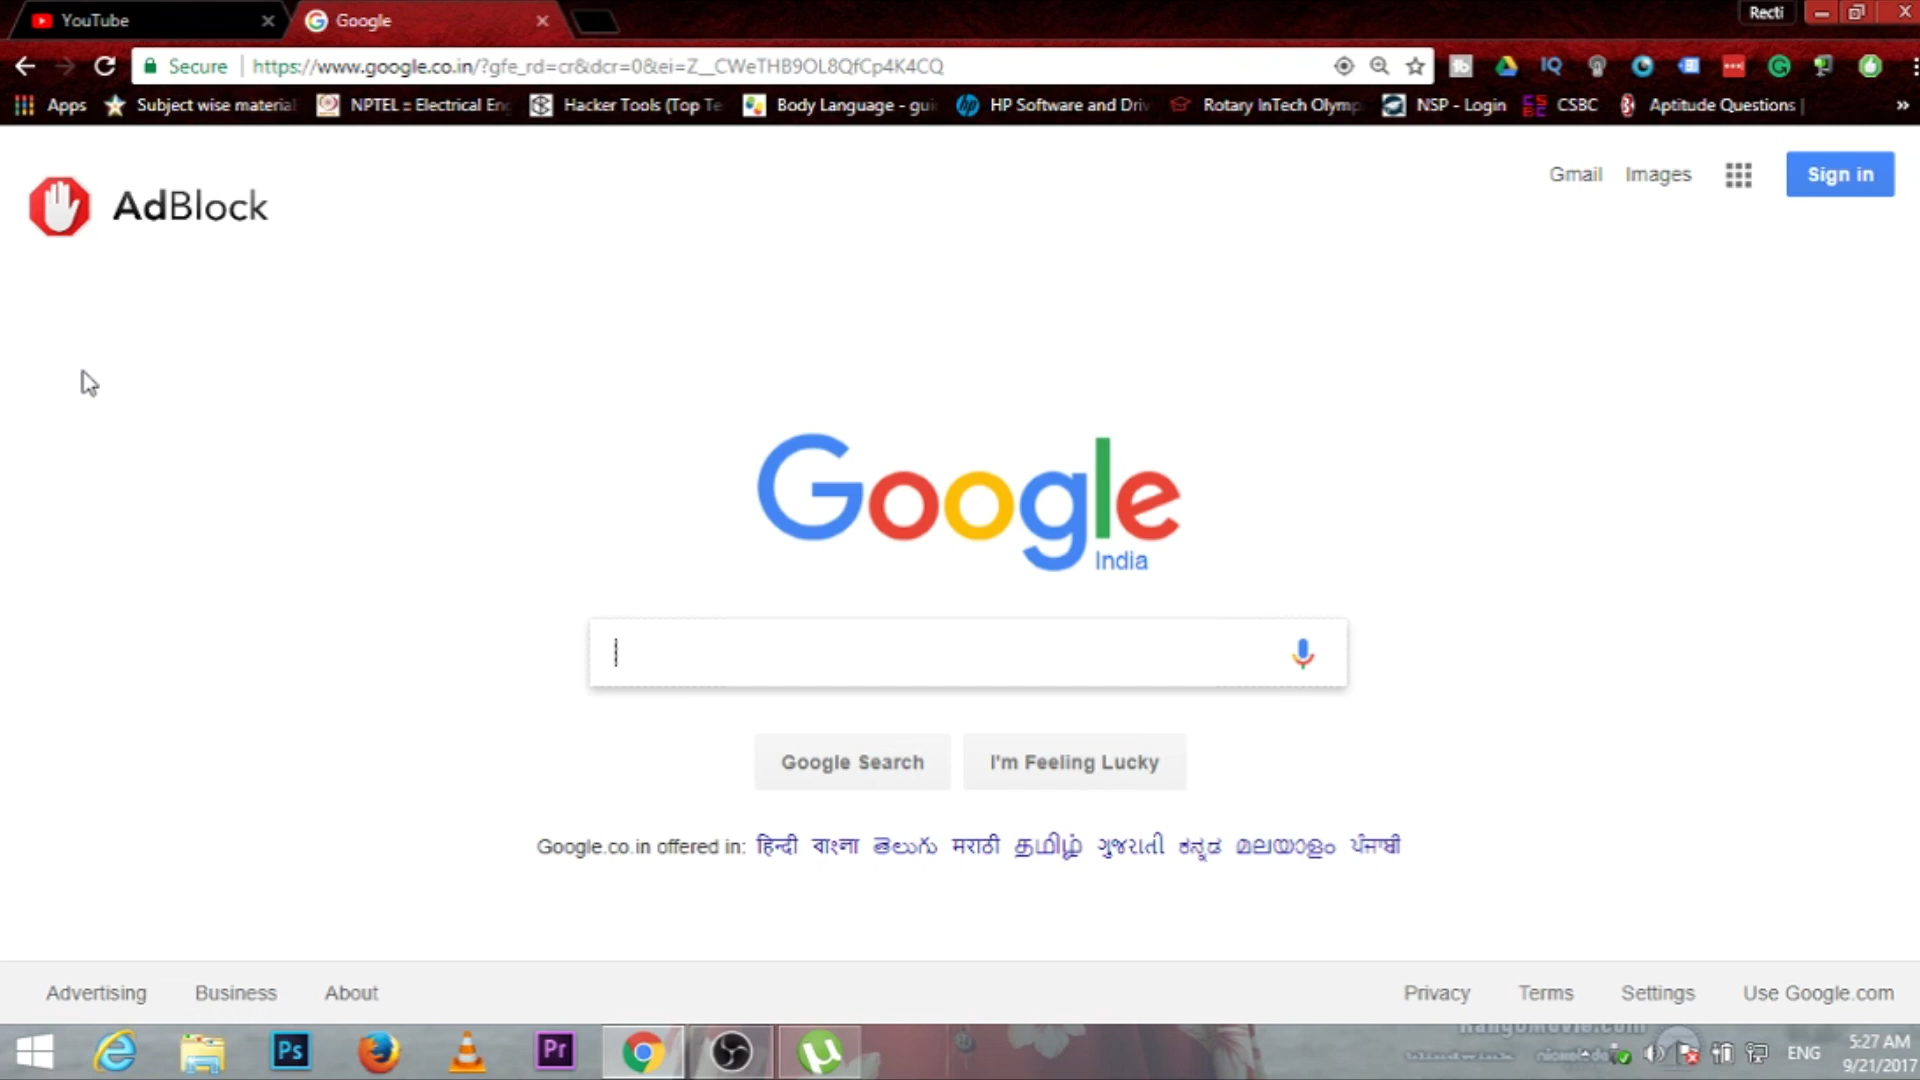 YouTube
Google
Recti
Secure
https://www.google.co.in/?gfe_rd=cr&dcr=0&ei=Z__CWeTHB9OL8QfCp4K4CQ
IQ
Apps
Subject wise material
NPTEL :: Electrical Eng
Hacker Tools (Top Te
Body Language - gui
HP Software and Driv
Rotary InTech Olymp
NSP - Login
CSBC
Aptitude Questions |
»
AdBlock
Gmail
Images
Sign in
Google
India
Google Search
I'm Feeling Lucky
Google.co.in offered in: हिन्दी বাংলা తెలుగు मराठी தமிழ் ગુજરાતી ಕನ್ನಡ മലയാളം ਪੰਜਾਬੀ
Advertising
Business
About
Privacy
Terms
Settings
Use Google.com
Ps
Pr
ENG
5:27 AM
9/21/2017